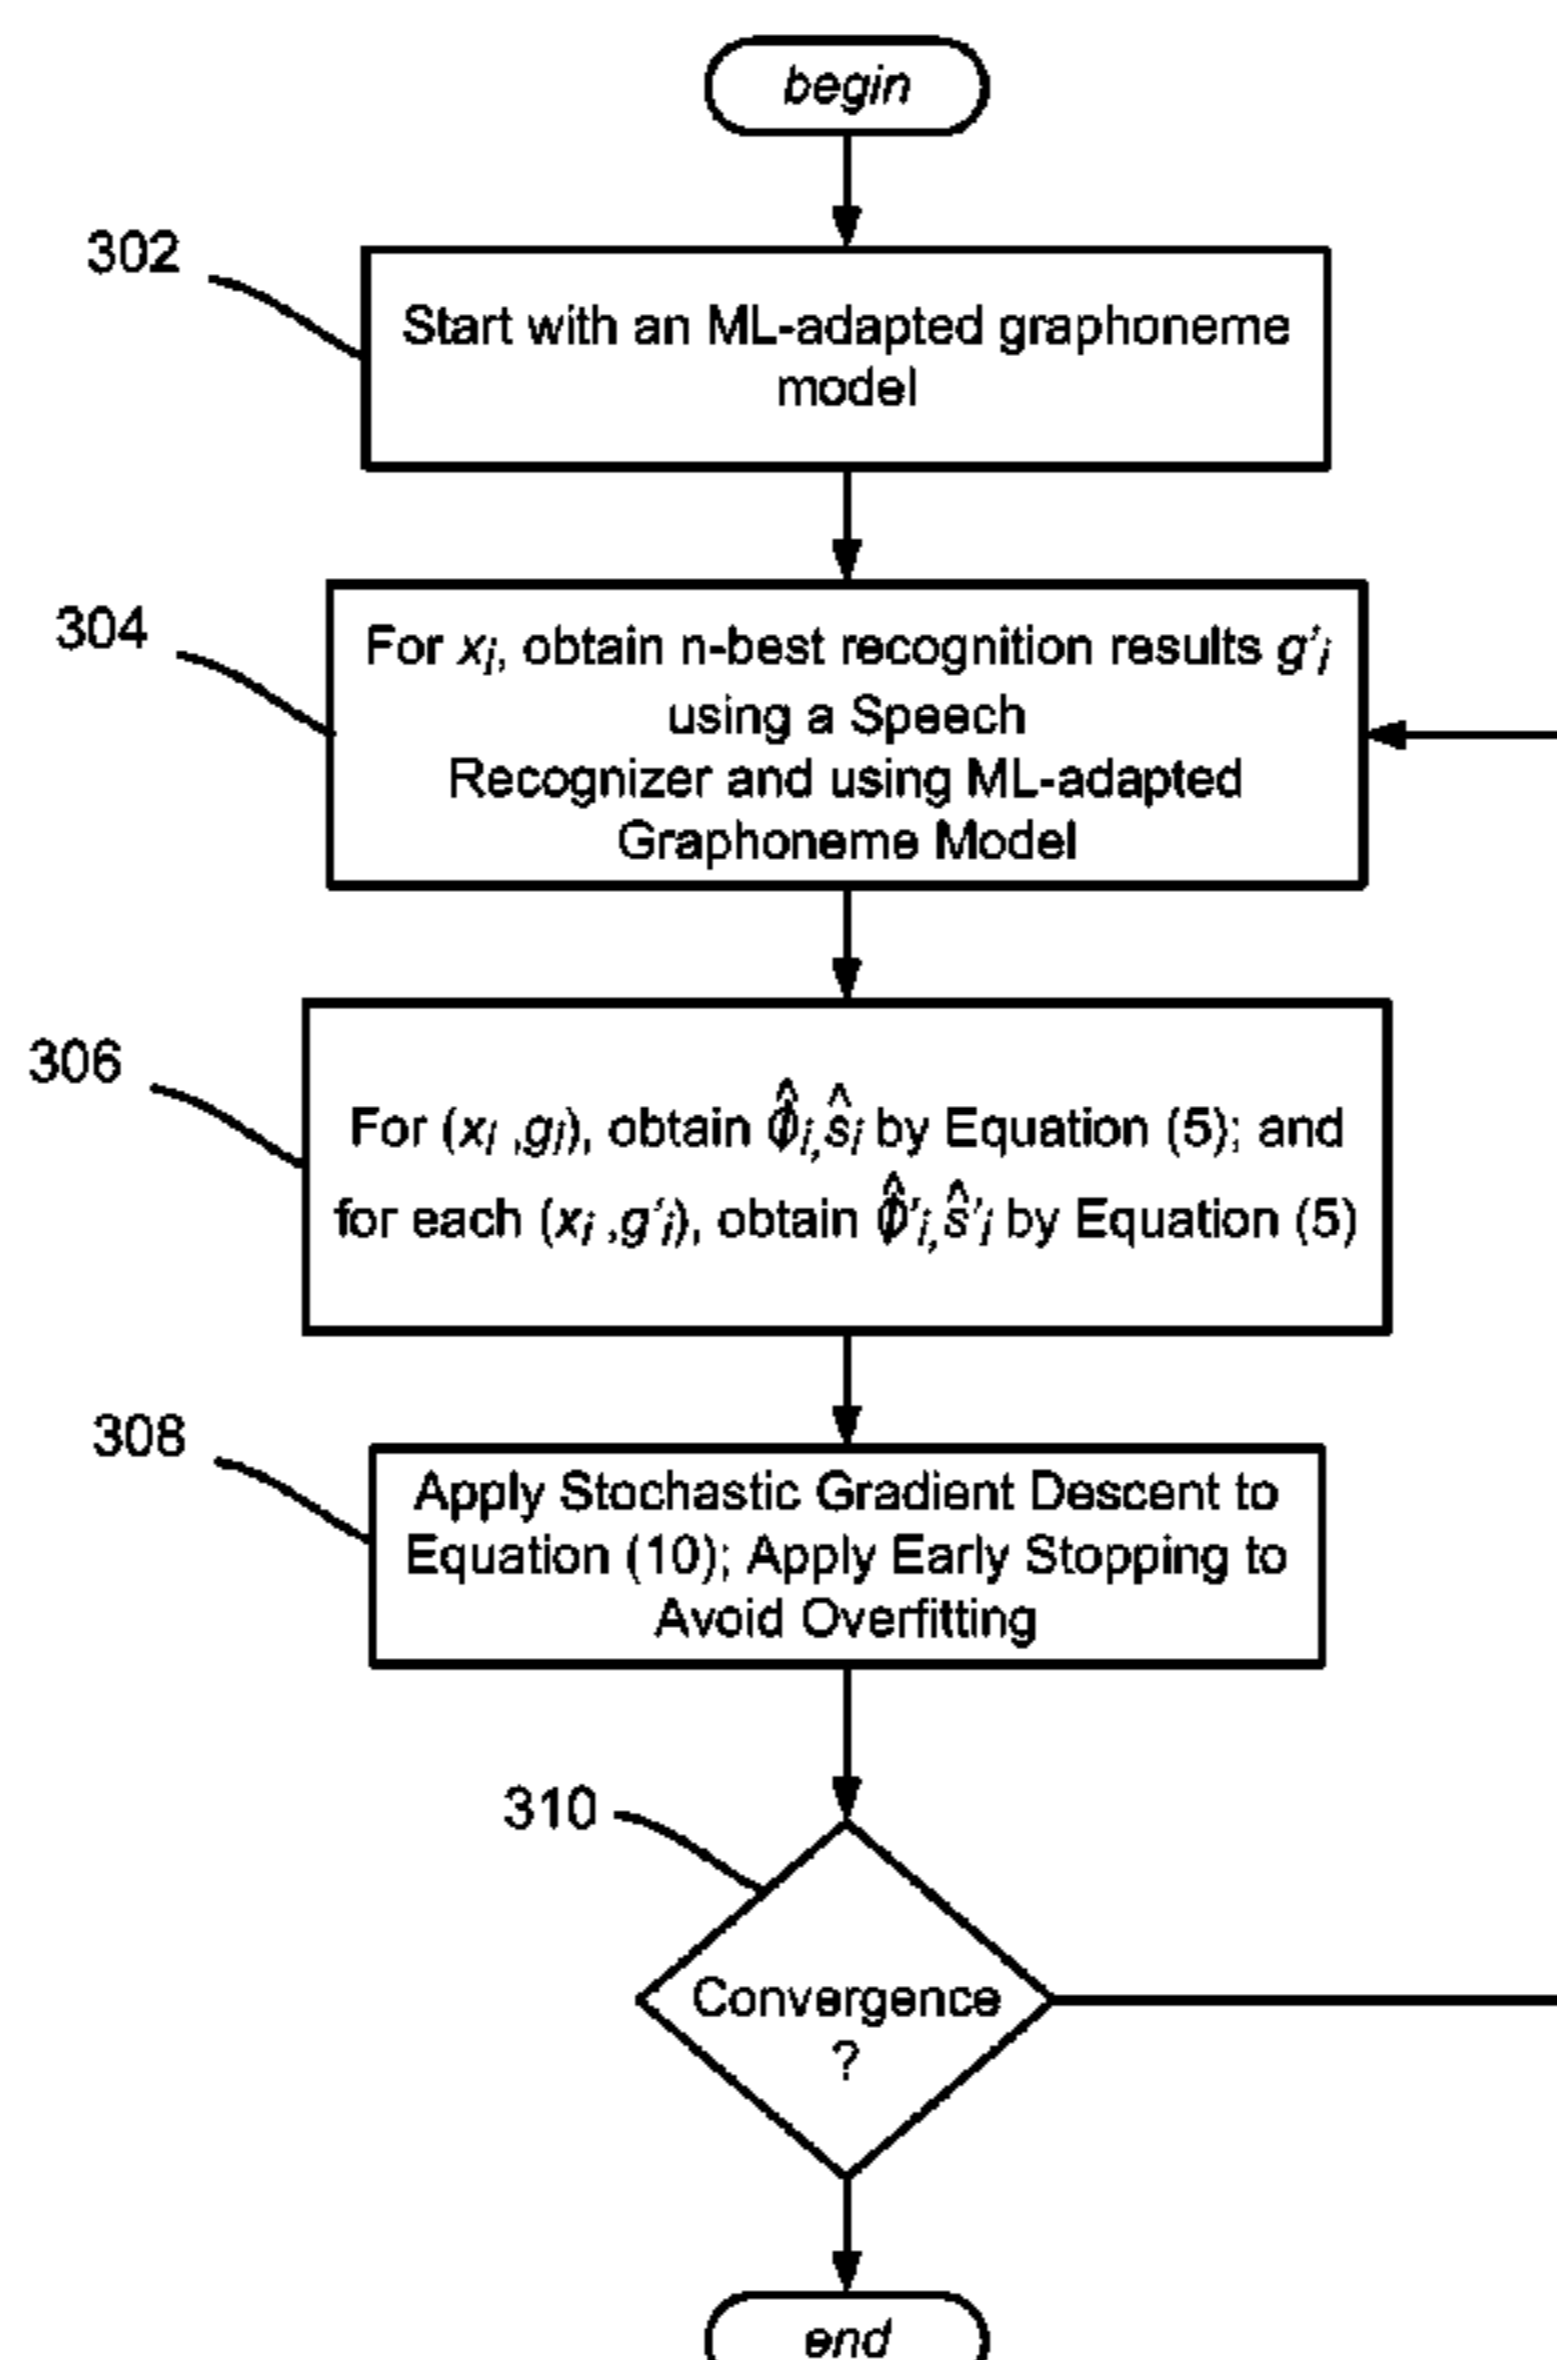 begin
302
Start with an ML-adapted graphoneme
model
304
For xᵢ, obtain n-best recognition results g'ᵢ
using a Speech
Recognizer and using ML-adapted
Graphoneme Model
306
For (xᵢ ,gᵢ), obtain ϕ̂ᵢ,ŝᵢ by Equation (5); and
for each (xᵢ ,g'ᵢ), obtain ϕ̂'ᵢ,ŝ'ᵢ by Equation (5)
308
Apply Stochastic Gradient Descent to
Equation (10); Apply Early Stopping to
Avoid Overfitting
310
Convergence
?
end